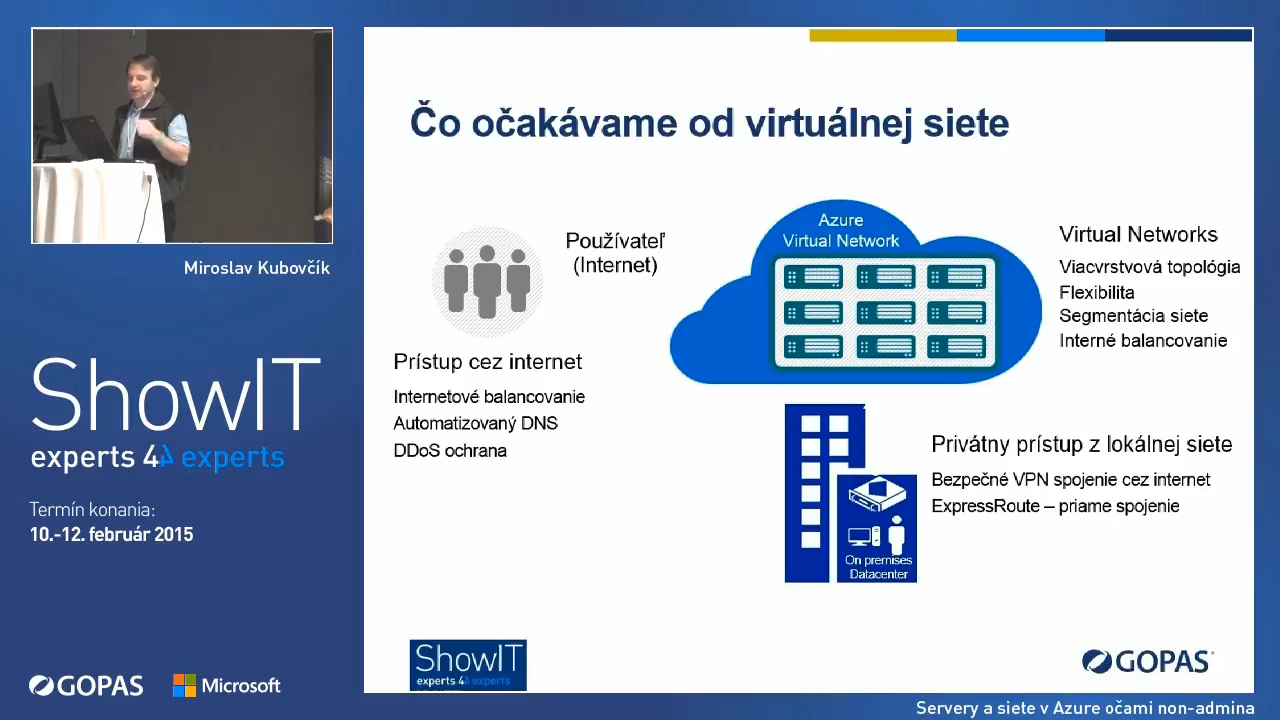 Miroslav Kubovčík
ShowIT
experts 44 experts
Termín konania:
10.-12. február 2015
GOPAS
Microsoft
Čo očakávame od virtuálnej siete
Používateľ
(Internet)
Prístup cez internet
Internetové balancovanie
Automatizovaný DNS
DDoS ochrana
Azure
Virtual Network
Virtual Networks
Viacvrstvová topológia
Flexibilita
Segmentácia siete
Interné balancovanie
Privátny prístup z lokálnej siete
Bezpečné VPN spojenie cez internet
ExpressRoute – priame spojenie
On premises
Datacenter
ShowIT
experts 44 experts
GOPAS
Servery a siete v Azure očami non-admina